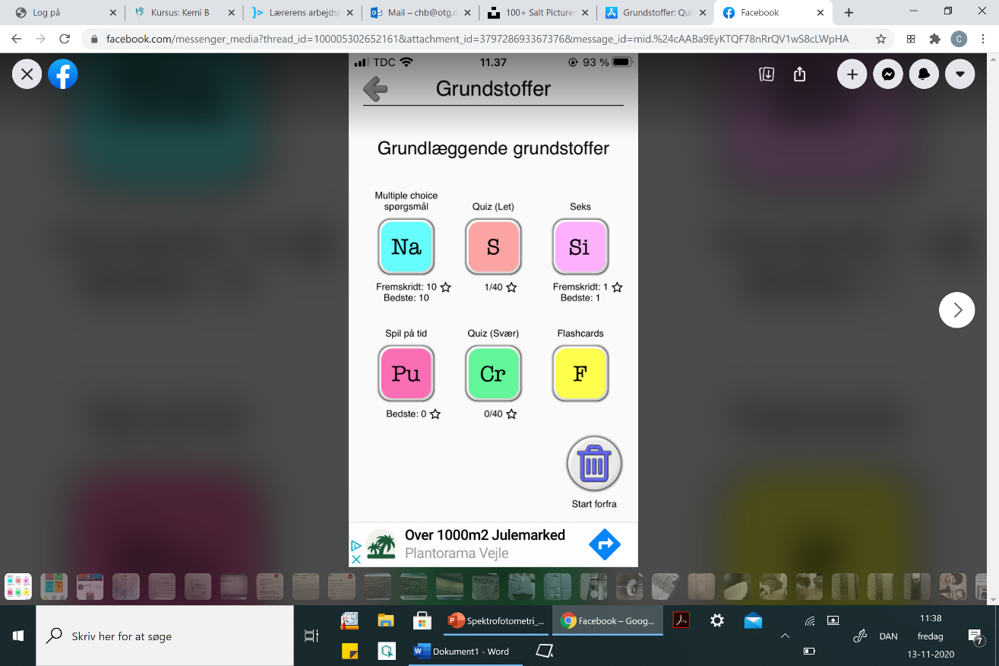 Log på
Kursus: Kemi B
Lærerens arbejds
Mail – chb@otg.d
100+ Salt Picture
Grundstoffer: Qui
Facebook
facebook.com/messenger_media?thread_id=100005302652161&attachment_id=379728693367376&message_id=mid.%24cAABa9EyKTQF78nRrQV1wS8cLWpHA
C
TDC
11.37
93 %
Grundstoffer
Grundlæggende grundstoffer
Multiple choice
spørgsmål
Quiz (Let)
Seks
Na
S
Si
Fremskridt: 10
Bedste: 10
1/40
Fremskridt: 1
Bedste: 1
Spil på tid
Quiz (Svær)
Flashcards
Pu
Cr
F
Bedste: 0
0/40
Start forfra
Over 1000m2 Julemarked
Plantorama Vejle
Skriv her for at søge
Spektrofotometri_...
Facebook – Goog...
Dokument1 - Word
DAN
11:38
fredag
13-11-2020
7